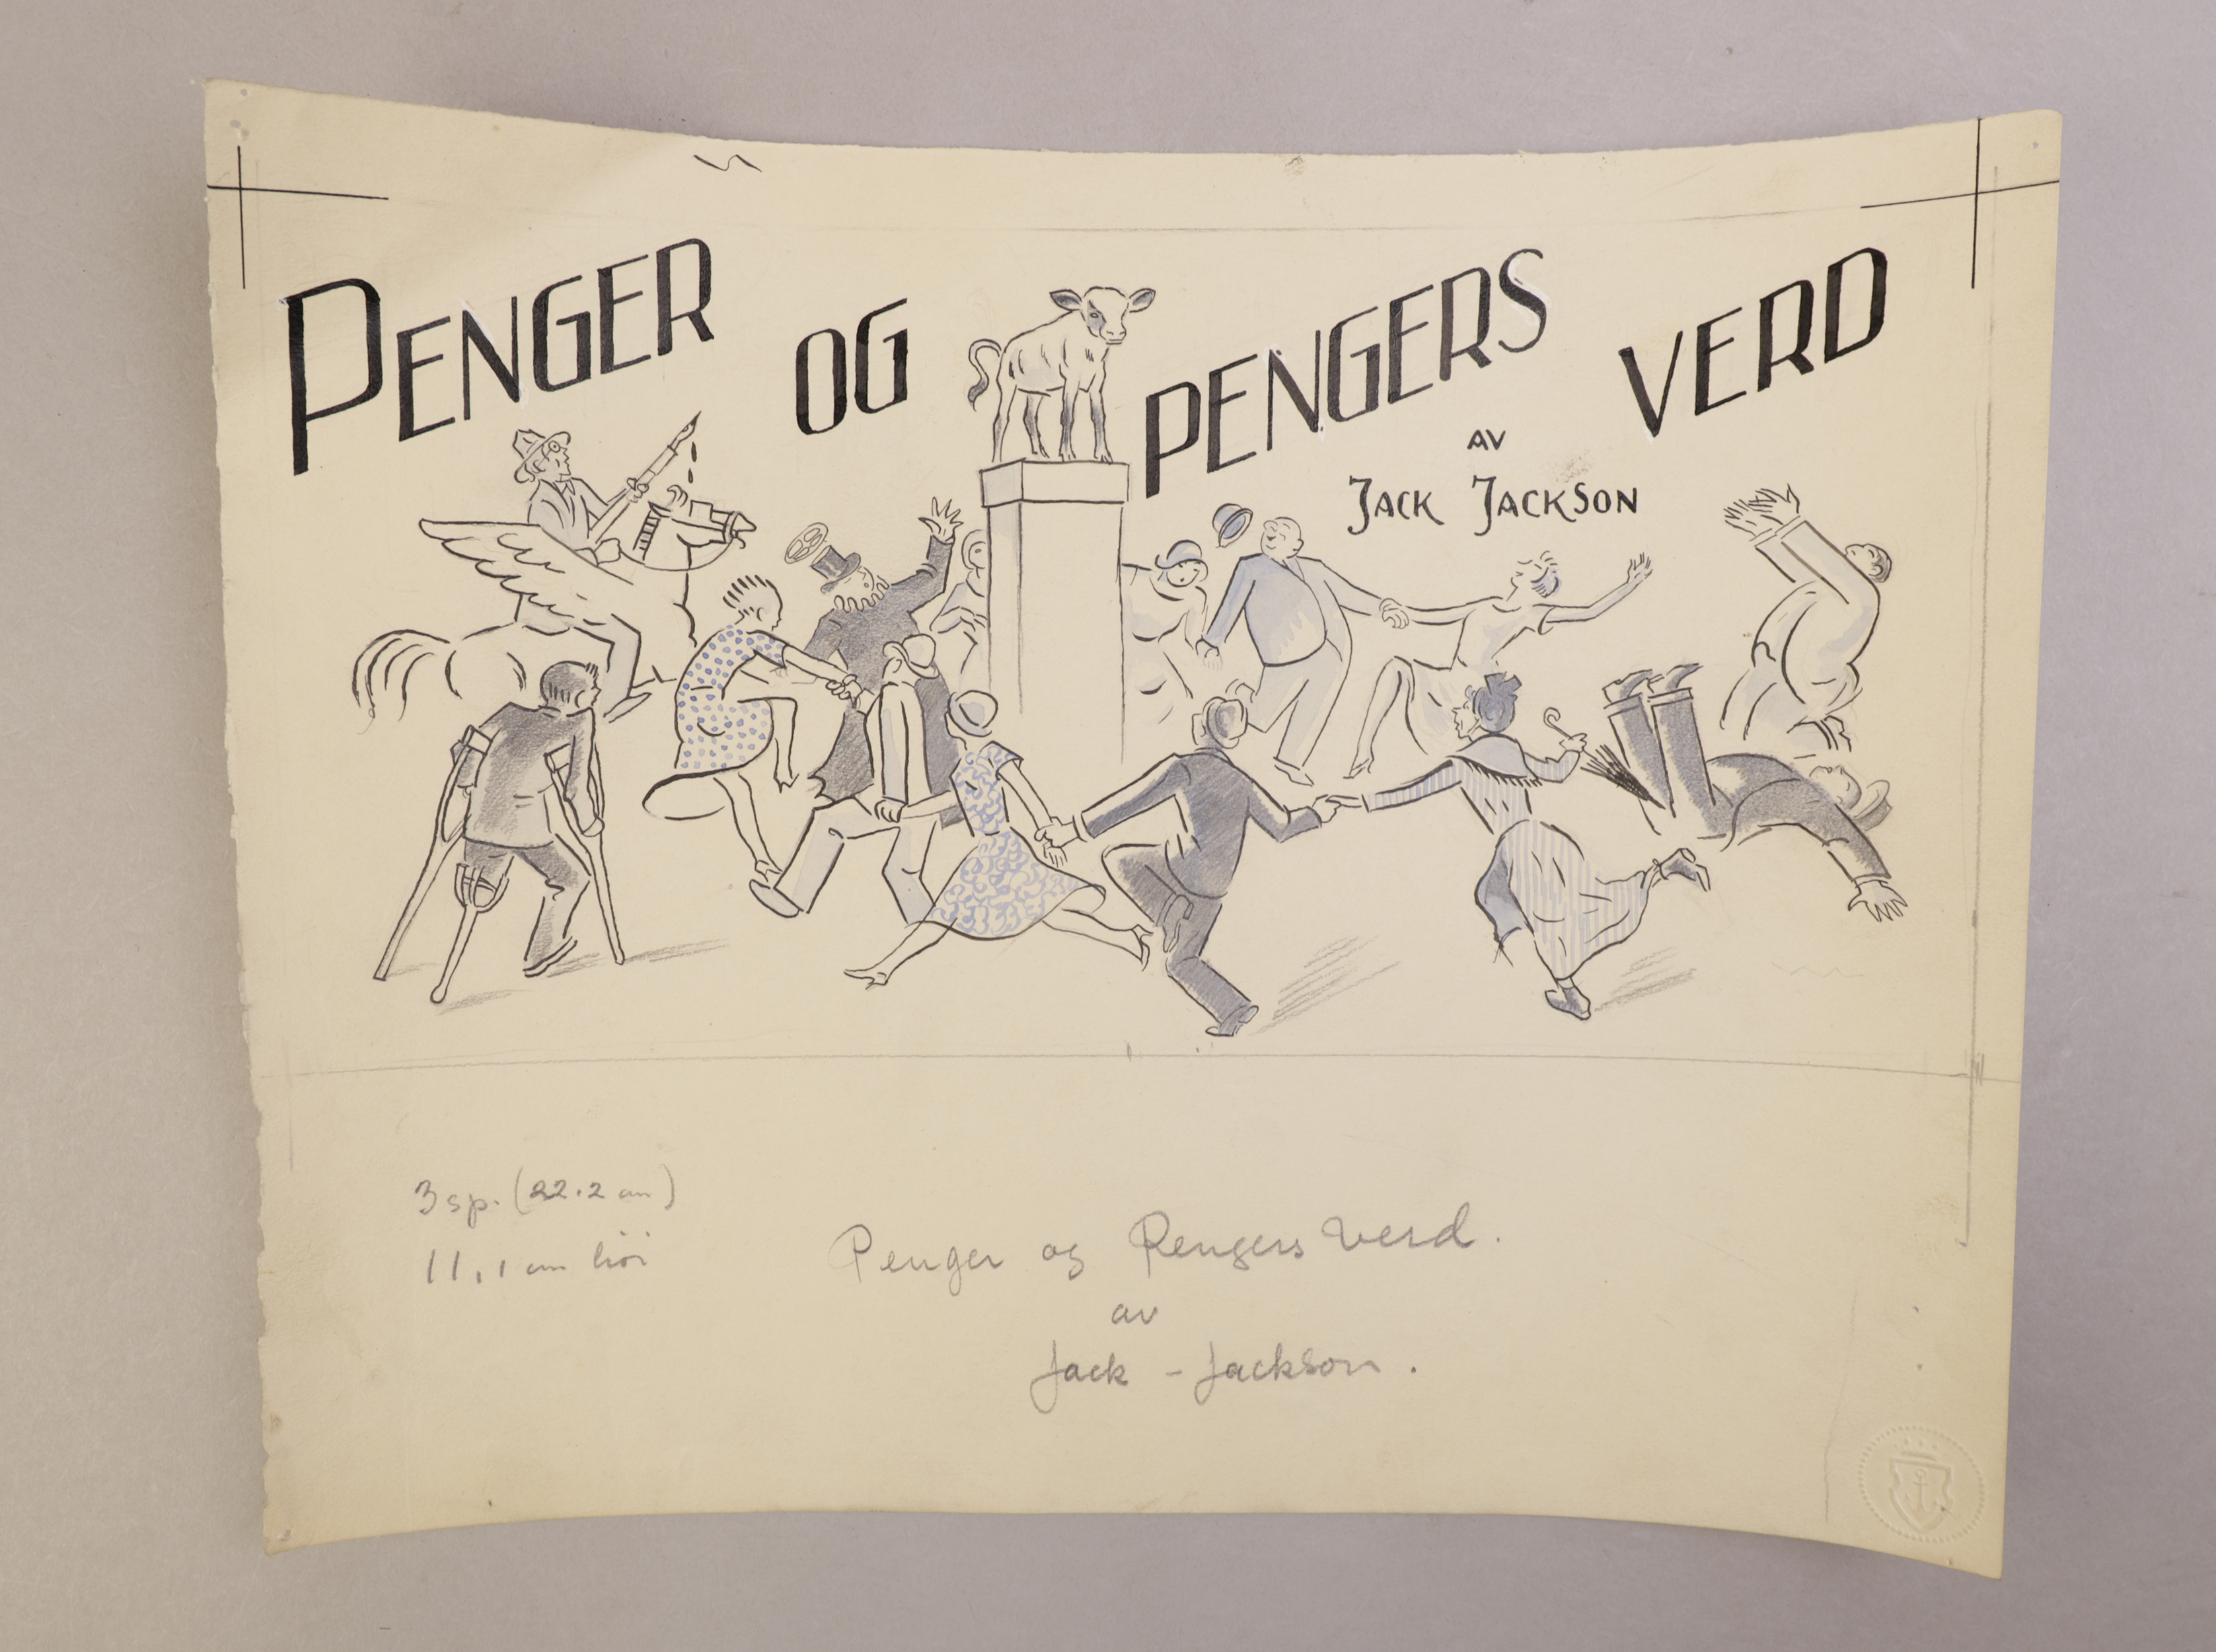 PENGER OG PENGERS VERD
AV
JACK JACKSON
3 sp. (22.2 cm)
11,1 cm
Penger og Pengers Verd.
av
Jack - Jackson.